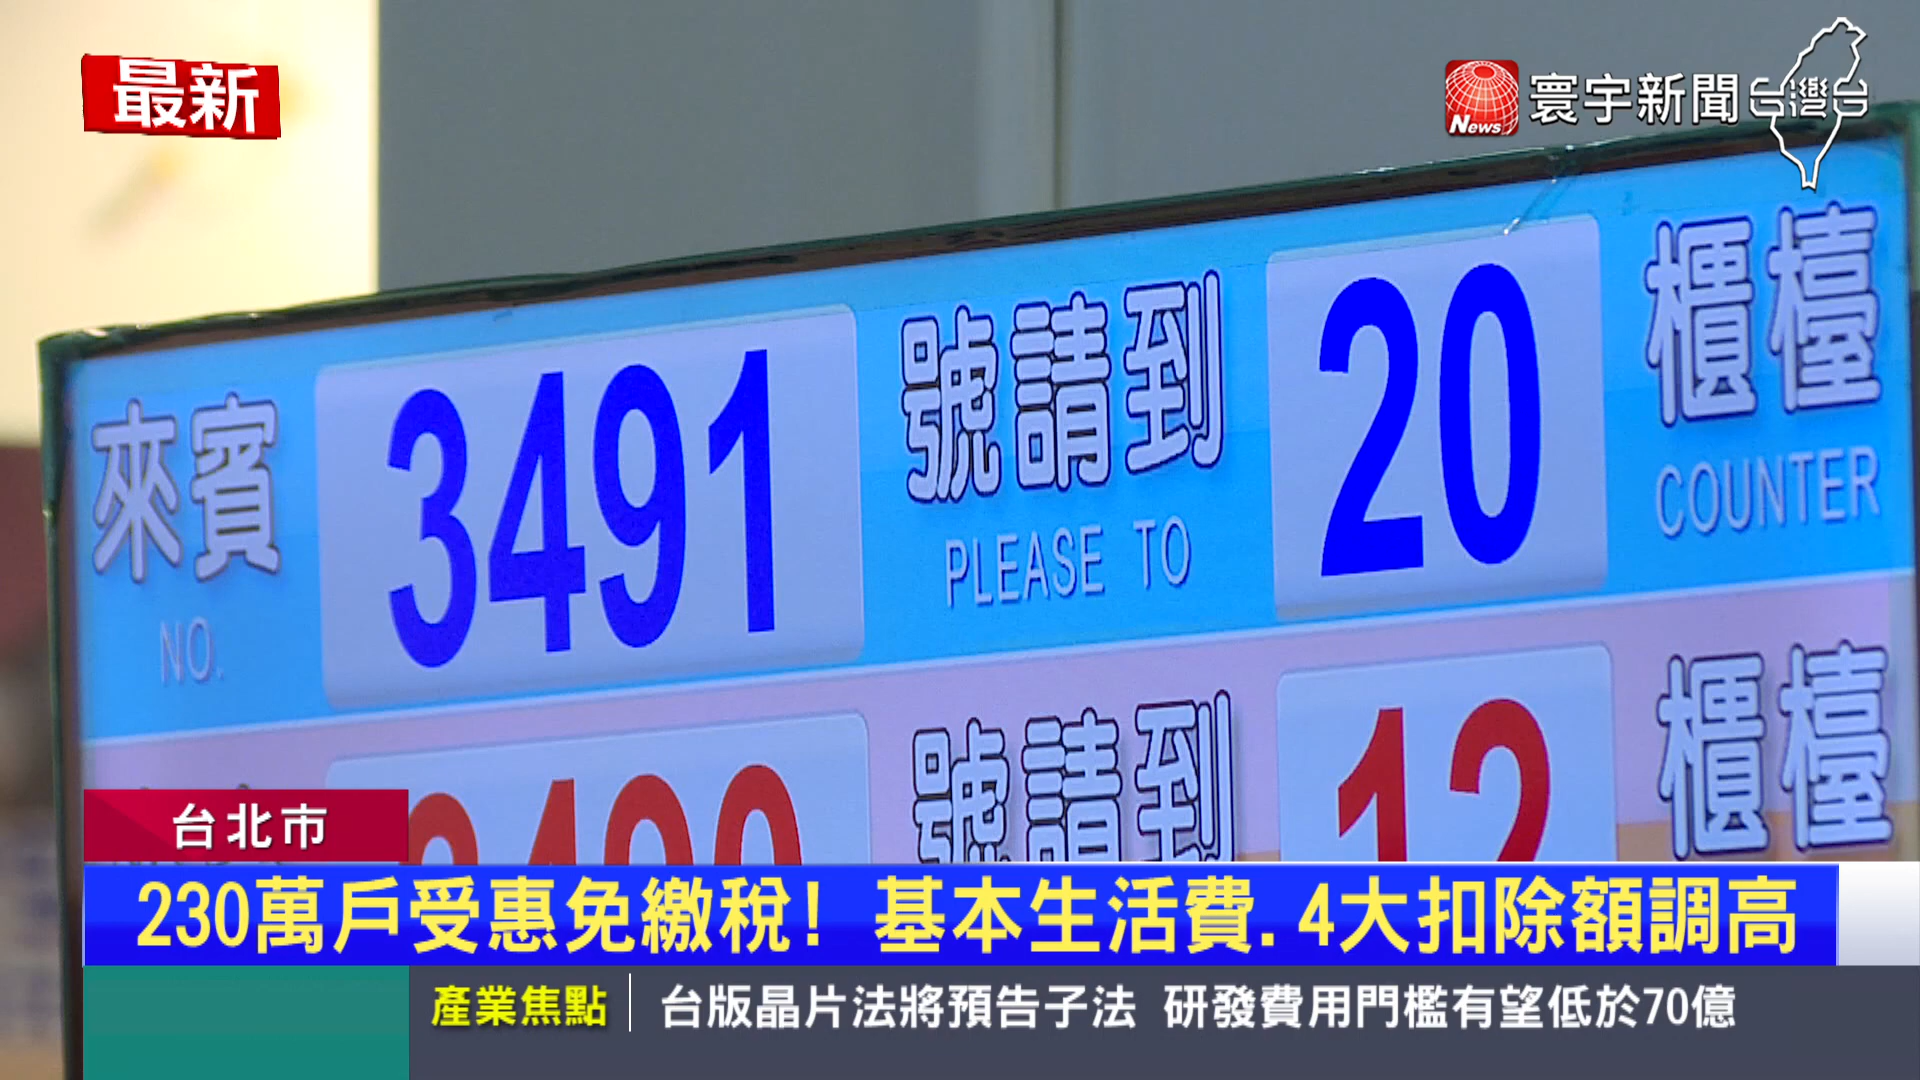 最新
News 寰宇新聞 台灣台
來賓 3491 號請到 20 櫃檯
NO. PLEASE TO COUNTER
號請到 12 櫃檯
台北市
230萬戶受惠免繳稅! 基本生活費.4大扣除額調高
產業焦點 台版晶片法將預告子法 研發費用門檻有望低於70億